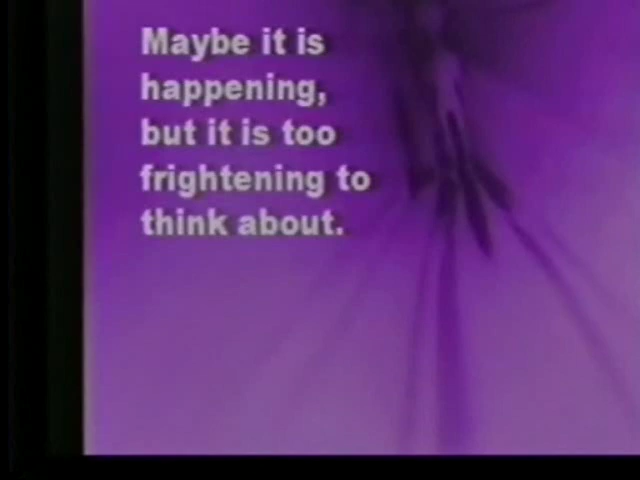 Maybe it is
happening,
but it is too
frightening to
think about.